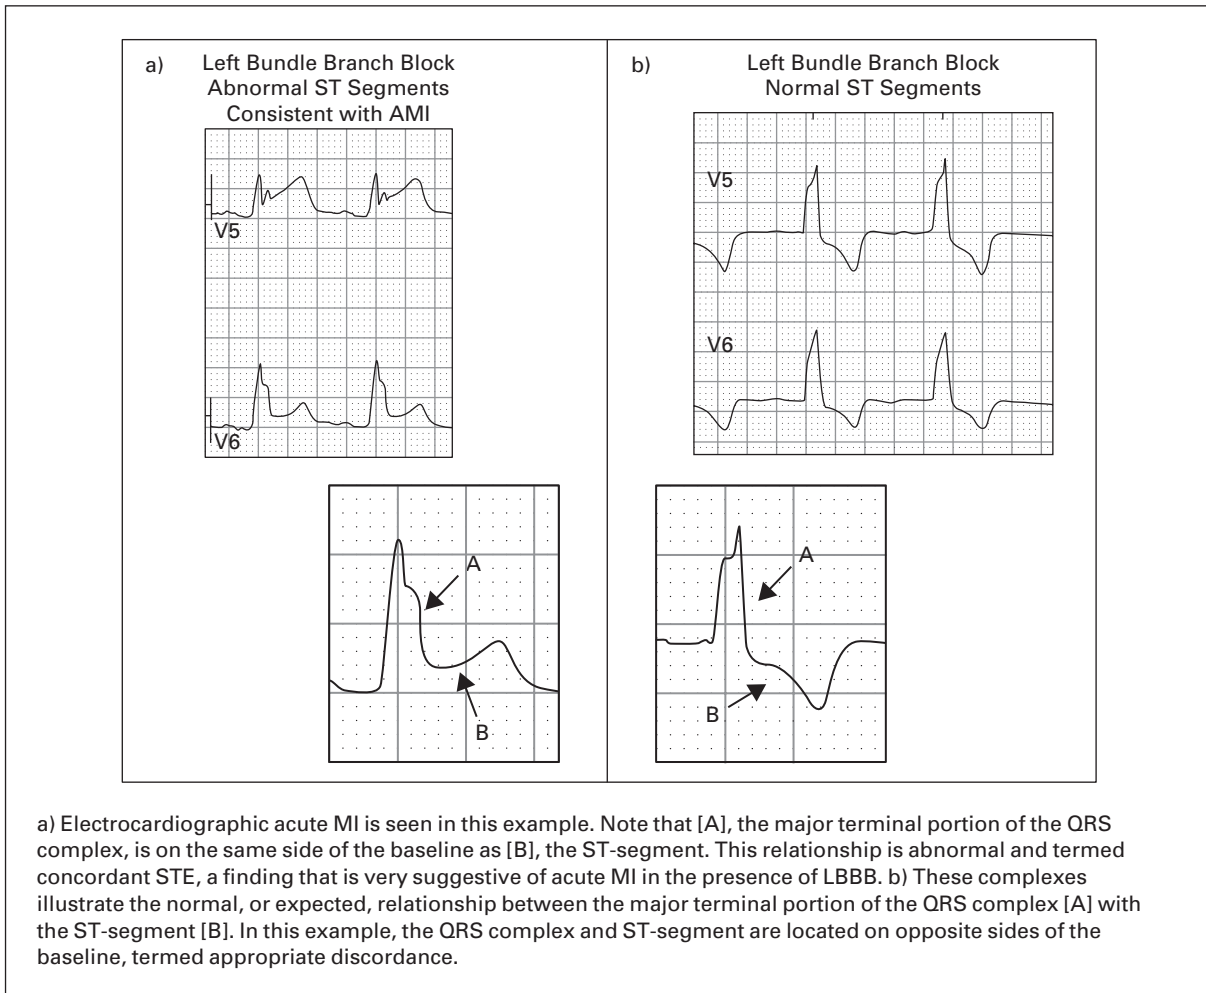 a)
Left Bundle Branch Block
Abnormal ST Segments
Consistent with AMI
V5
V6
A
B
b)
Left Bundle Branch Block
Normal ST Segments
V5
V6
A
B
a) Electrocardiographic acute MI is seen in this example. Note that [A], the major terminal portion of the QRS
complex, is on the same side of the baseline as [B], the ST-segment. This relationship is abnormal and termed
concordant STE, a finding that is very suggestive of acute MI in the presence of LBBB. b) These complexes
illustrate the normal, or expected, relationship between the major terminal portion of the QRS complex [A] with
the ST-segment [B]. In this example, the QRS complex and ST-segment are located on opposite sides of the
baseline, termed appropriate discordance.